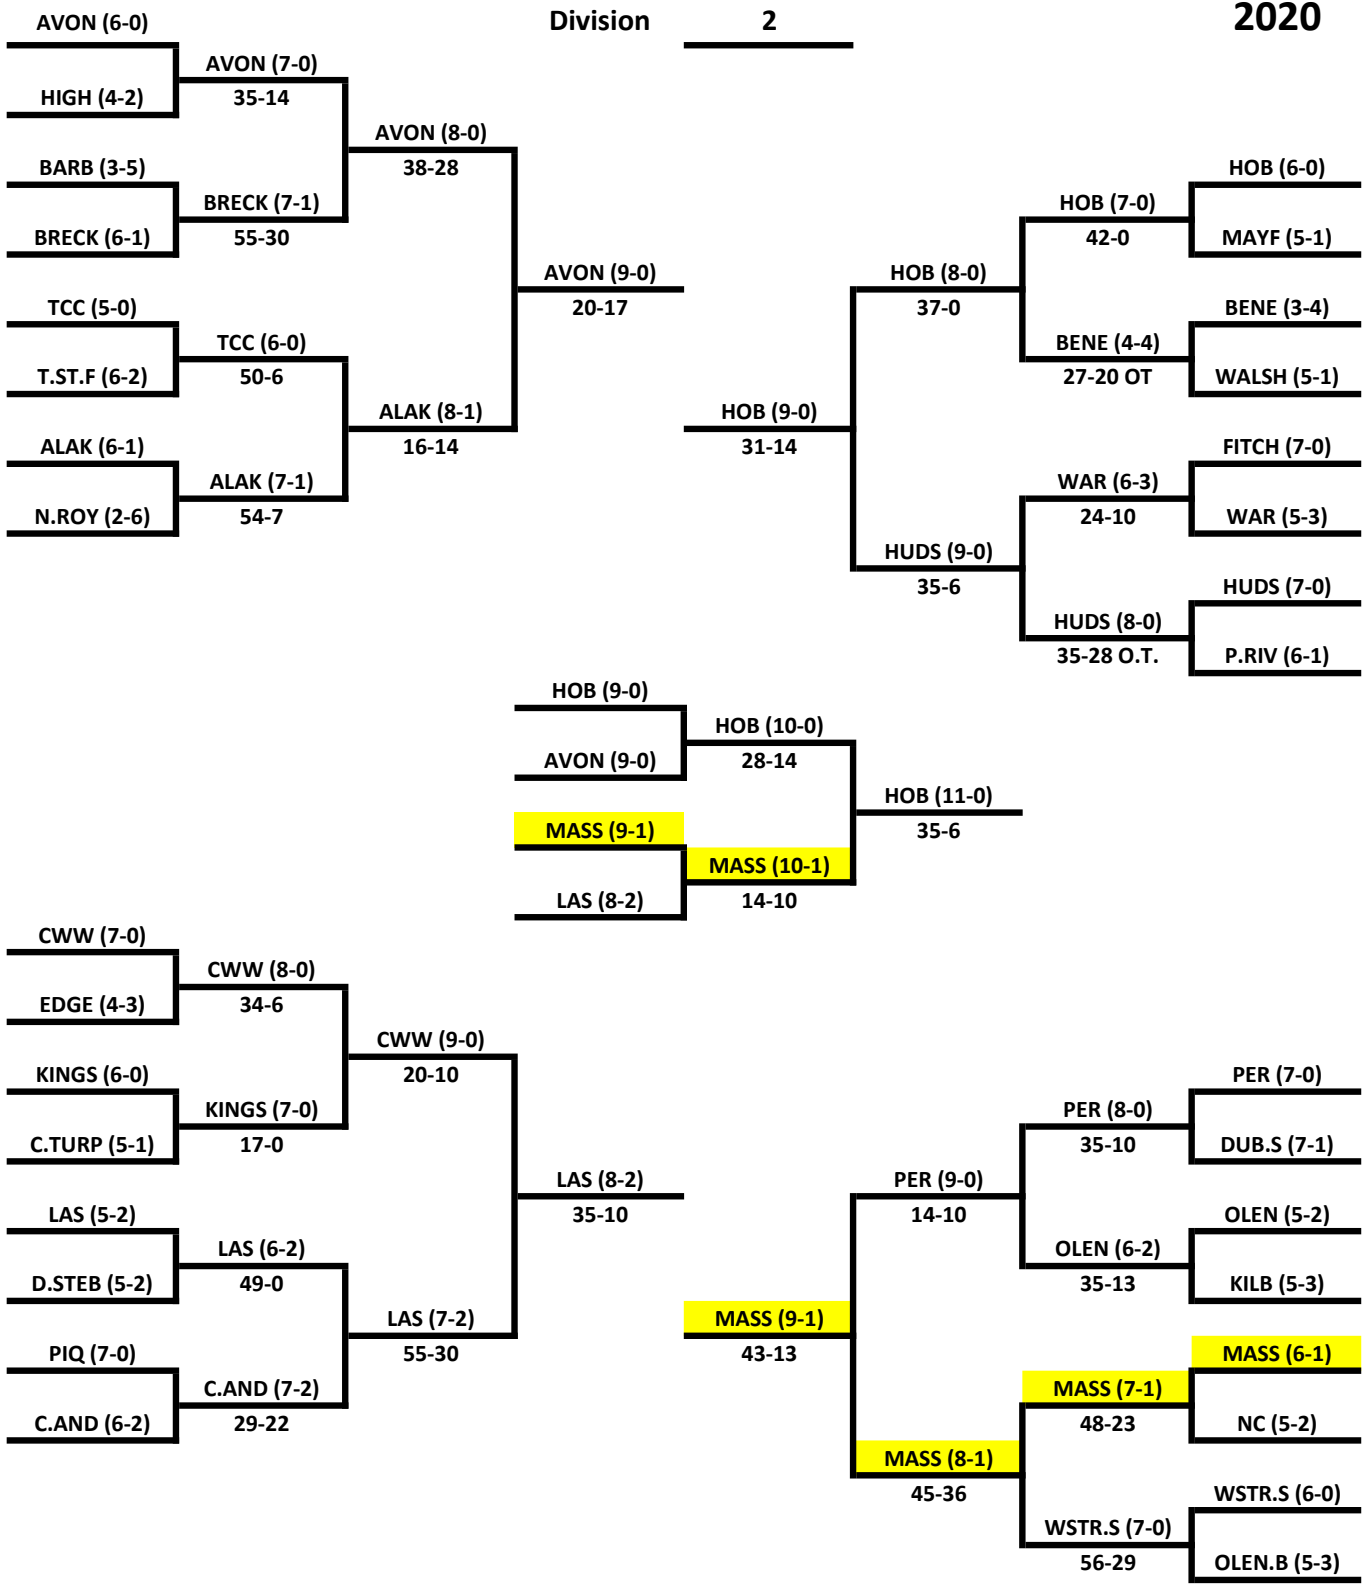 Division 2 2020
AVON (6-0)
HIGH (4-2)
BARB (3-5)
BRECK (6-1)
TCC (5-0)
T.ST.F (6-2)
ALAK (6-1)
N.ROY (2-6)
AVON (7-0)
35-14
BRECK (7-1)
55-30
TCC (6-0)
50-6
ALAK (7-1)
54-7
AVON (8-0)
38-28
ALAK (8-1)
16-14
AVON (9-0)
20-17
HOB (9-0)
31-14
HOB (8-0)
37-0
HUDS (9-0)
35-6
HOB (7-0)
42-0
BENE (4-4)
27-20 OT
WAR (6-3)
24-10
HUDS (8-0)
35-28 O.T.
HOB (6-0)
MAYF (5-1)
BENE (3-4)
WALSH (5-1)
FITCH (7-0)
WAR (5-3)
HUDS (7-0)
P.RIV (6-1)
HOB (9-0)
AVON (9-0)
MASS (9-1)
LAS (8-2)
HOB (10-0)
28-14
MASS (10-1)
14-10
HOB (11-0)
35-6
CWW (7-0)
EDGE (4-3)
KINGS (6-0)
C.TURP (5-1)
LAS (5-2)
D.STEB (5-2)
PIQ (7-0)
C.AND (6-2)
CWW (8-0)
34-6
KINGS (7-0)
17-0
LAS (6-2)
49-0
C.AND (7-2)
29-22
CWW (9-0)
20-10
LAS (7-2)
55-30
LAS (8-2)
35-10
MASS (9-1)
43-13
PER (9-0)
14-10
MASS (8-1)
45-36
PER (8-0)
35-10
OLEN (6-2)
35-13
MASS (7-1)
48-23
WSTR.S (7-0)
56-29
PER (7-0)
DUB.S (7-1)
OLEN (5-2)
KILB (5-3)
MASS (6-1)
NC (5-2)
WSTR.S (6-0)
OLEN.B (5-3)